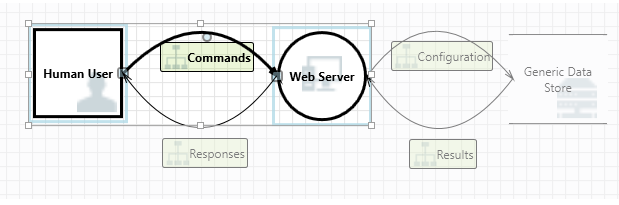 Human User
Commands
Web Server
Configuration
Generic Data
Store
Responses
Results